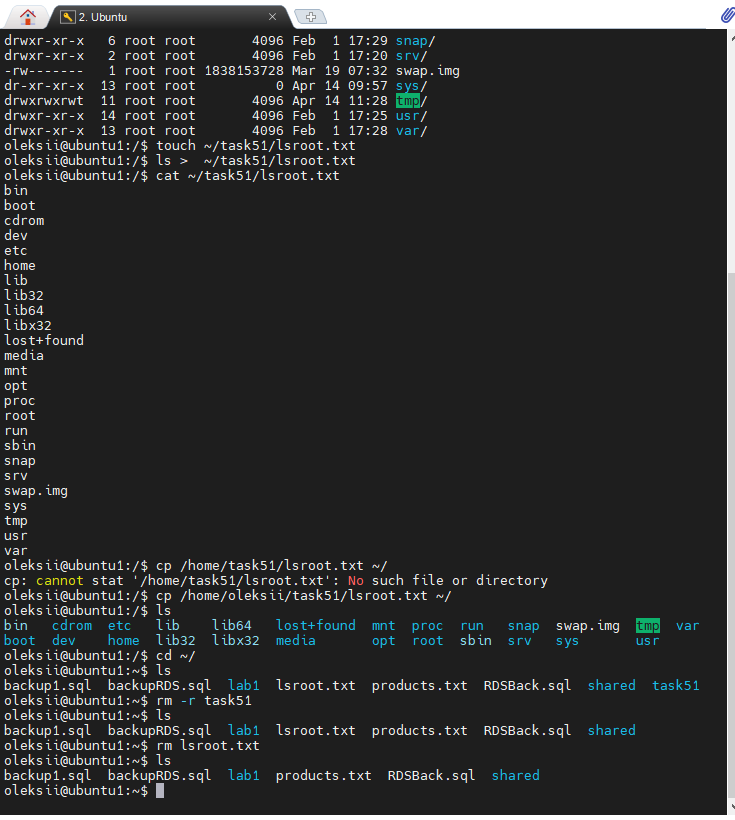 2. Ubuntu
drwxr-xr-x   6 root root       4096 Feb  1 17:29 snap/
drwxr-xr-x   2 root root       4096 Feb  1 17:20 srv/
-rw-------   1 root root 1838153728 Mar 19 07:32 swap.img
dr-xr-xr-x  13 root root          0 Apr 14 09:57 sys/
drwxrwxrwt  11 root root       4096 Apr 14 11:28 tmp/
drwxr-xr-x  14 root root       4096 Feb  1 17:25 usr/
drwxr-xr-x  13 root root       4096 Feb  1 17:28 var/
oleksii@ubuntu1:/$ touch ~/task51/lsroot.txt
oleksii@ubuntu1:/$ ls >  ~/task51/lsroot.txt
oleksii@ubuntu1:/$ cat ~/task51/lsroot.txt
bin
boot
cdrom
dev
etc
home
lib
lib32
lib64
libx32
lost+found
media
mnt
opt
proc
root
run
sbin
snap
srv
swap.img
sys
tmp
usr
var
oleksii@ubuntu1:/$ cp /home/task51/lsroot.txt ~/
cp: cannot stat '/home/task51/lsroot.txt': No such file or directory
oleksii@ubuntu1:/$ cp /home/oleksii/task51/lsroot.txt ~/
oleksii@ubuntu1:/$ ls
bin   cdrom  etc   lib    lib64   lost+found  mnt  proc  run   snap  swap.img  tmp  var
boot  dev    home  lib32  libx32  media       opt  root  sbin  srv   sys       usr
oleksii@ubuntu1:/$ cd ~/
oleksii@ubuntu1:~$ ls
backup1.sql  backupRDS.sql  lab1  lsroot.txt  products.txt  RDSBack.sql  shared  task51
oleksii@ubuntu1:~$ rm -r task51
oleksii@ubuntu1:~$ ls
backup1.sql  backupRDS.sql  lab1  lsroot.txt  products.txt  RDSBack.sql  shared
oleksii@ubuntu1:~$ rm lsroot.txt
oleksii@ubuntu1:~$ ls
backup1.sql  backupRDS.sql  lab1  products.txt  RDSBack.sql  shared
oleksii@ubuntu1:~$